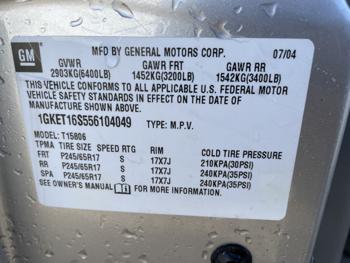 GM MFD BY GENERAL MOTORS CORP. 07/04
GVWR GAWR FRT GAWR RR
2903KG(6400LB) 1452KG(3200LB) 1542KG(3400LB)
THIS VEHICLE CONFORMS TO ALL APPLICABLE U.S. FEDERAL MOTOR
VEHICLE SAFETY STANDARDS IN EFFECT ON THE DATE OF
MANUFACTURE SHOWN ABOVE.
1GKET16S556104049 TYPE: M.P.V.
T15806
TPMA TIRE SIZE SPEED RTG RIM COLD TIRE PRESSURE
FRT P245/65R17 S 17X7J 210KPA(30PSI)
RR P245/65R17 S 17X7J 240KPA(35PSI)
SPA P245/65R17 S 17X7J 240KPA(35PSI)
SEE OWNER'S MANUAL FOR ADDITIONAL INFORMATION.